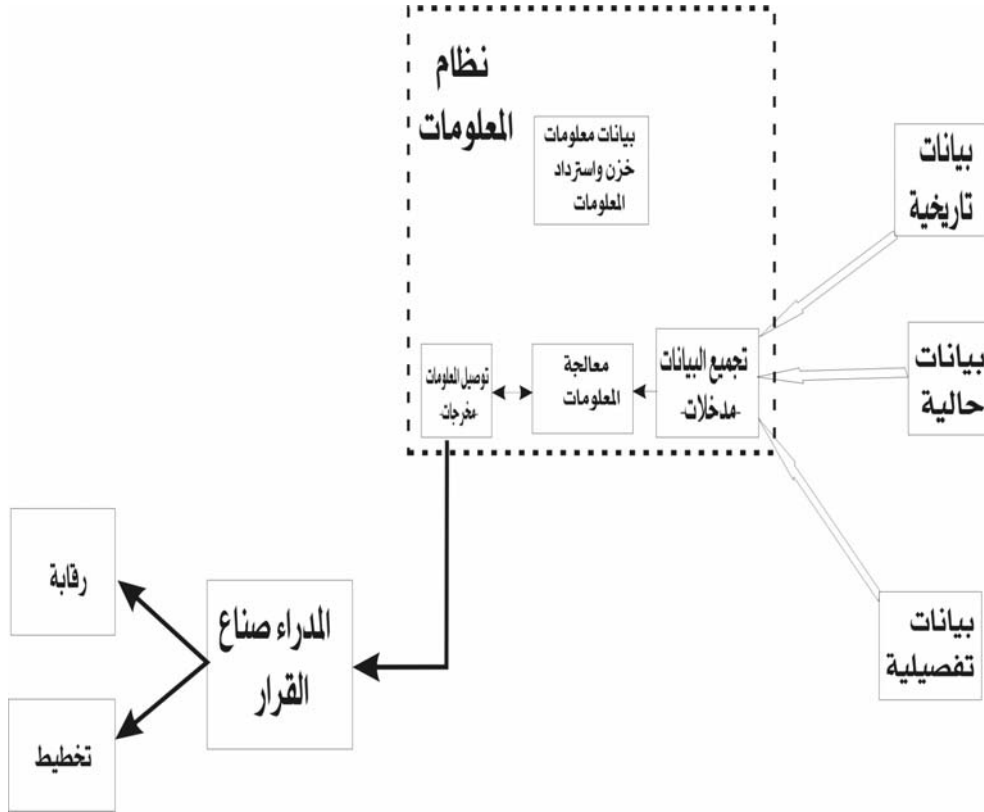 نظام
المعلومات
بيانات معلومات
خزن واسترداد
المعلومات
بيانات
تاريخية
بيانات
حالية
بيانات
تفصيلية
تجميع البيانات
-مدخلات-
معالجة
المعلومات
توصيل المعلومات
-مخرجات-
المدراء صناع
القرار
رقابة
تخطيط